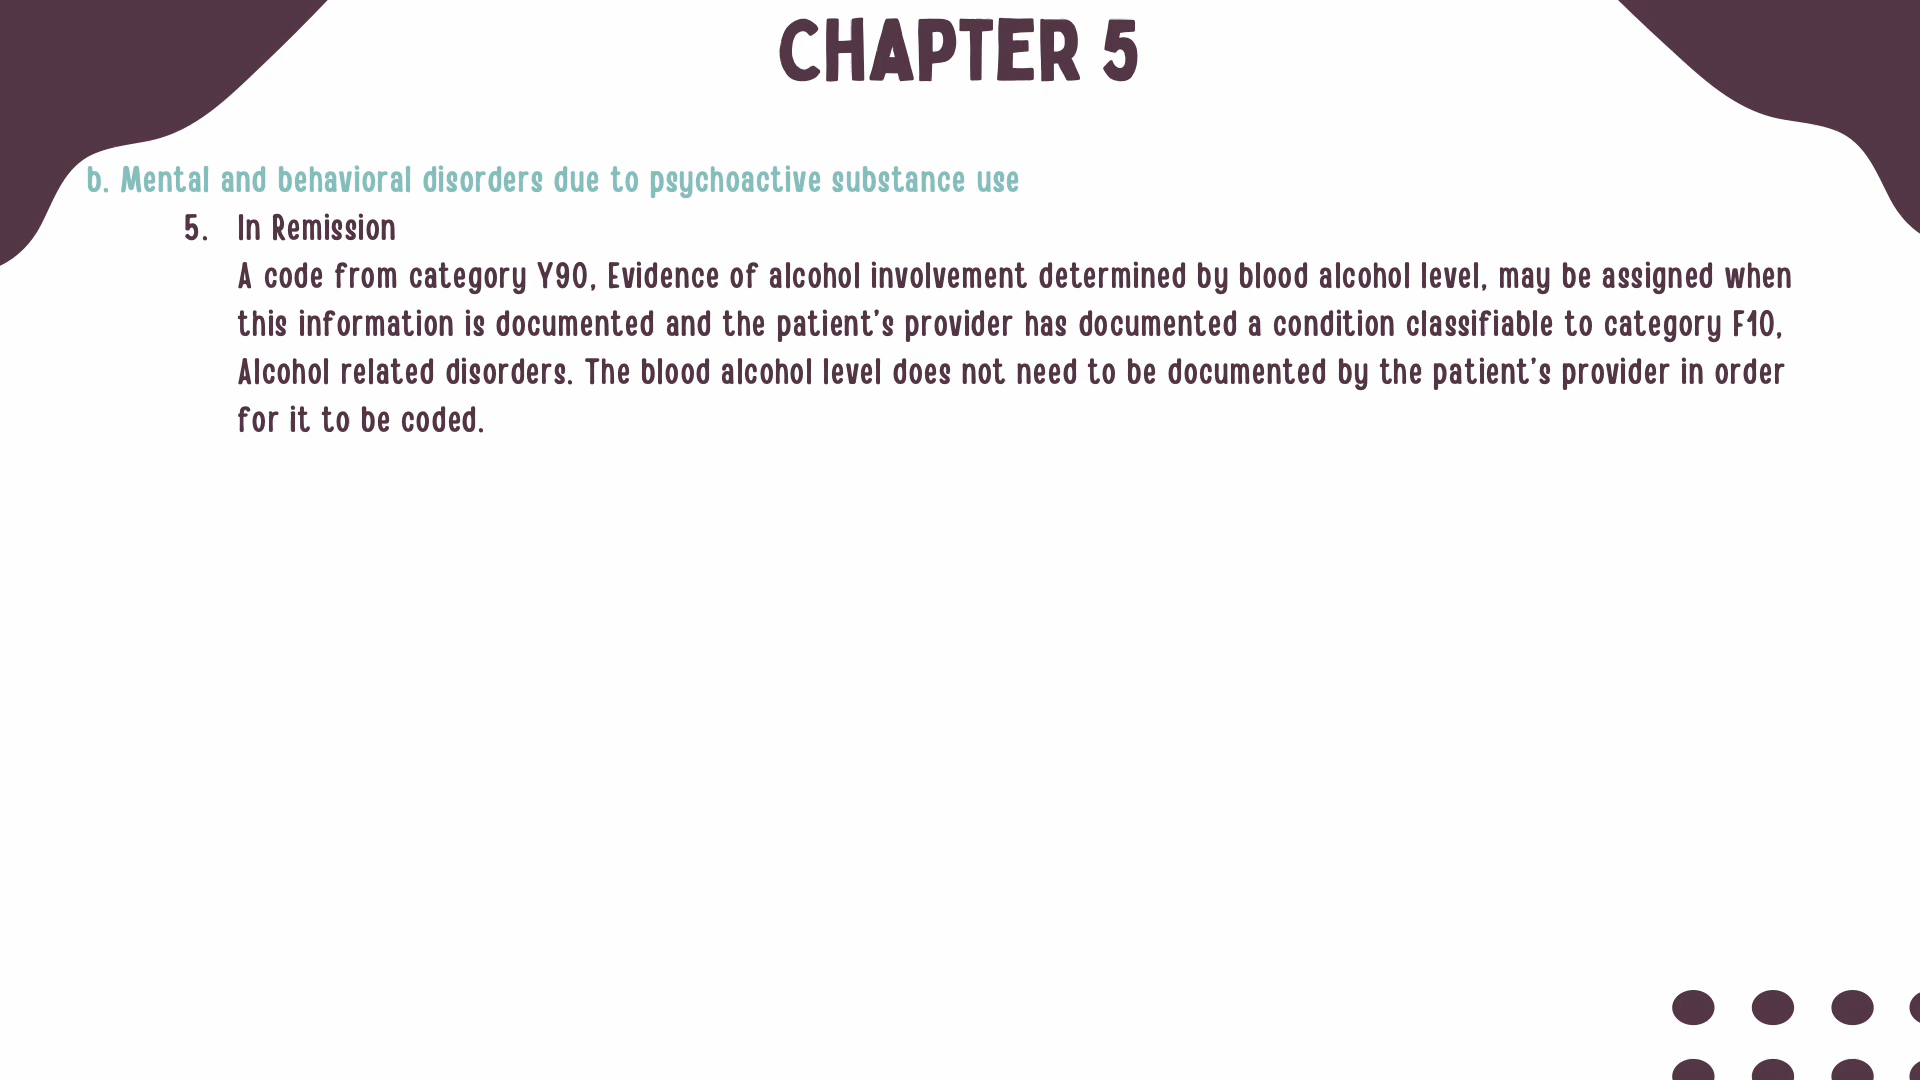 CHAPTER 5
b. Mental and behavioral disorders due to psychoactive substance use
5. In Remission
A code from category Y90, Evidence of alcohol involvement determined by blood alcohol level, may be assigned when
this information is documented and the patient's provider has documented a condition classifiable to category F10,
Alcohol related disorders. The blood alcohol level does not need to be documented by the patient's provider in order
for it to be coded.